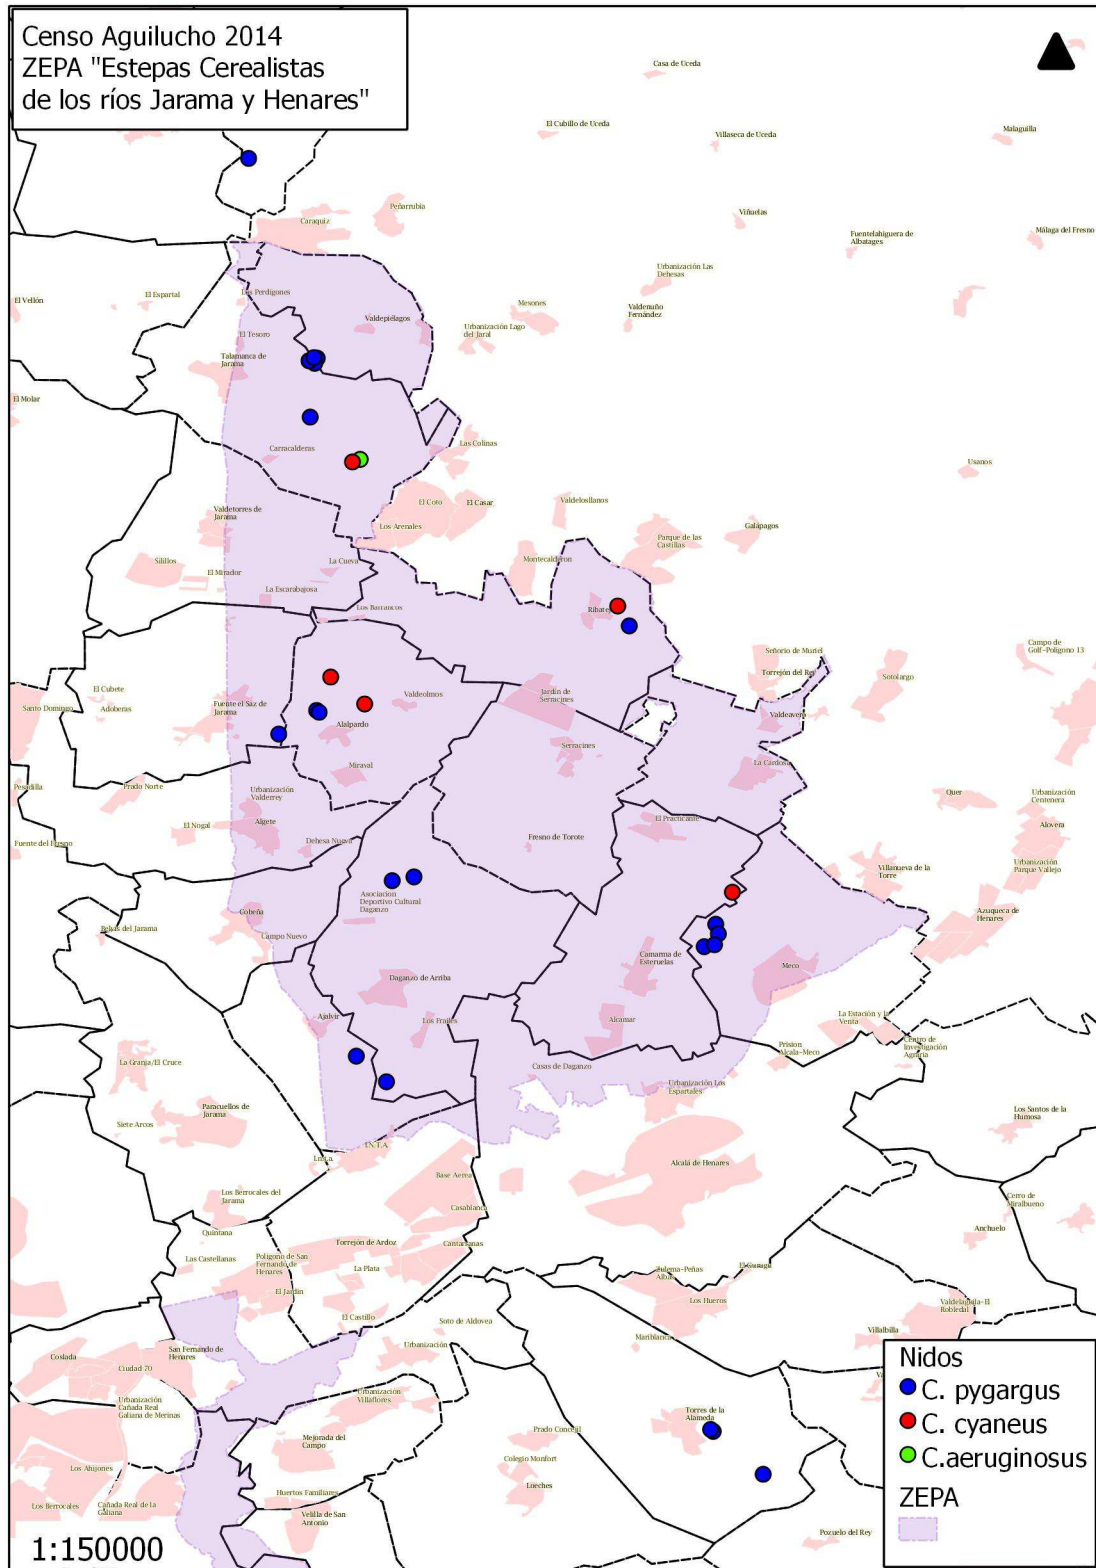 Censo Aguilucho 2014
ZEPA "Estepas Cerealistas
de los ríos Jarama y Henares"
Casa de Uceda
El Cubillo de Uceda
Villaseca de Uceda
Malaguilla
Peñarrubia
Caraquiz
Viñuelas
Fuentelahiguera de
Albatages
Málaga del Fresno
Urbanización Las
Dehesas
El Vellón
El Espartal
Los Perdigones
Mesones
Valdenuño
Fernández
Valdepiélagos
Urbanización Lago
del Jaral
El Tesoro
Talamanca de
Jarama
El Molar
Carracalderas
Las Colinas
Usanos
El Coto
El Casar
Valdelosllanos
Valdetorres de
Jarama
Los Arenales
Galápagos
Parque de las
Castillas
Silillos
El Mirador
La Cueva
Montecalderón
La Escarabajosa
Los Barrancos
Señorio de Muriel
Torrejón del Rey
Campo de
Golf-Polígono 13
Sotolargo
El Cubete
Adoberas
Santo Domingo
Fuente el Saz de
Jarama
Valdeolmos
Jardín de
Serracines
Valdeavero
Alalpardo
Serracines
Miraval
La Cardosa
Pesadilla
Prado Norte
Urbanización
Valderrey
Quer
Urbanización
Centenera
El Nogal
Algete
El Practicante
Alovera
Fuente del Fresno
Dehesa Nueva
Fresno de Torote
Villanueva de la
Torre
Urbanización
Parque Vallejo
Asociacion
Deportivo Cultural
Daganzo
Cobeña
Azuqueca de
Henares
Belvis del Jarama
Campo Nuevo
Camarma de
Esteruelas
Meco
Daganzo de Arriba
Ajalvir
Los Frailes
Alcamar
La Estación y la
Venta
La Granja/El Cruce
Casas de Daganzo
Prision
Alcala-Meco
Centro de
Investigación
Agraria
Urbanización Los
Espartales
Paracuellos de
Jarama
Siete Arcos
Los Santos de la
Humosa
I.N.T.A
I.n.t.a.
Alcalá de Henares
Base Aerea
Los Berrocales del
Jarama
Casablanca
Cerro de
Miralbueno
Quintana
Torrejón de Ardoz
Cantarranas
Anchuelo
Las Castellanas
Polígono de San
Fernando de
Henares
La Plata
Zulema-Peñas
Albas
El Gurugú
El Jardín
Los Hueros
Valdelaguila-El
Robledal
El Castillo
Soto de Aldovea
Mariblanca
Villalbilla
Coslada
San Fernando de
Henares
Urbanización
Ciudad 70
Urbanización
Cañada Real
Galiana de Merinas
Urbanización
Villaflores
Torres de la
Alameda
Mejorada del
Campo
Prado Concejil
Colegio Monfort
Loeches
Los Ahijones
Huertos Familiares
Los Berrocales
Cañada Real de la
Galiana
Velilla de San
Antonio
Pozuelo del Rey
Nidos
C. pygargus
C. cyaneus
C.aeruginosus
ZEPA
1:150000